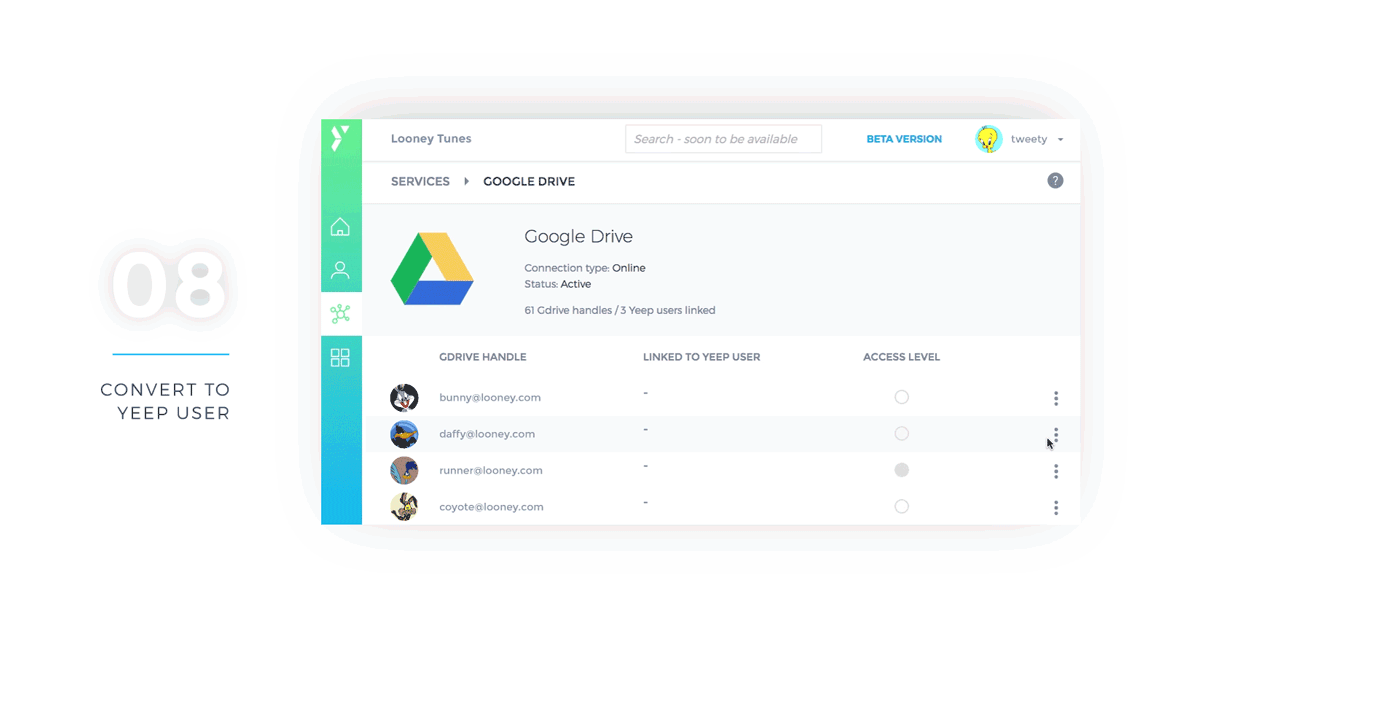 08
CONVERT TO
YEEP USER
Looney Tunes
Search - soon to be available
BETA VERSION
tweety
SERVICES
GOOGLE DRIVE
?
Google Drive
Connection type: Online
Status: Active
61 Gdrive handles / 3 Yeep users linked
GDRIVE HANDLE LINKED TO YEEP USER ACCESS LEVEL
bunny@looney.com -
daffy@looney.com -
runner@looney.com -
coyote@looney.com -